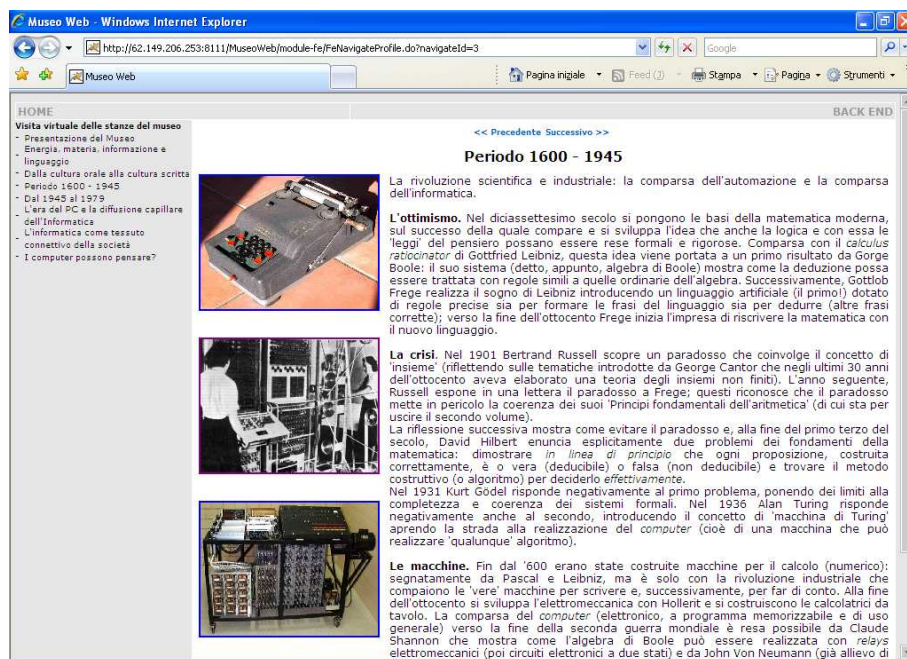 Museo Web - Windows Internet Explorer
http://62.149.206.253:8111/MuseoWeb/module-fe/FeNavigateProfile.do?navigateId=3
Google
Museo Web
Pagina iniziale
Feed (J)
Stampa
Pagina
Strumenti
HOME
BACK END
Visita virtuale delle stanze del museo
- Presentazione del Museo
- Energia, materia, informazione e
linguaggio
- Dalla cultura orale alla cultura scritta
- Periodo 1600 - 1945
- Dal 1945 al 1979
- L'era del PC e la diffusione capillare
dell'Informatica
- L'informatica come tessuto
connettivo della società
- I computer possono pensare?
<< Precedente Successivo >>
Periodo 1600 - 1945
La rivoluzione scientifica e industriale: la comparsa dell'automazione e la comparsa
dell'informatica.
L'ottimismo. Nel diciassettesimo secolo si pongono le basi della matematica moderna,
sul successo della quale compare e si sviluppa l'idea che anche la logica e con essa le
'leggi' del pensiero possano essere rese formali e rigorose. Comparsa con il calculus
ratiocinator di Gottfried Leibniz, questa idea viene portata a un primo risultato da Gorge
Boole: il suo sistema (detto, appunto, algebra di Boole) mostra come la deduzione possa
essere trattata con regole simili a quelle ordinarie dell'algebra. Successivamente, Gottlob
Frege realizza il sogno di Leibniz introducendo un linguaggio artificiale (il primo!) dotato
di regole precise sia per formare le frasi del linguaggio sia per dedurre (altre frasi
corrette); verso la fine dell'ottocento Frege inizia l'impresa di riscrivere la matematica con
il nuovo linguaggio.
La crisi. Nel 1901 Bertrand Russell scopre un paradosso che coinvolge il concetto di
'insieme' (riflettendo sulle tematiche introdotte da George Cantor che negli ultimi 30 anni
dell'ottocento aveva elaborato una teoria degli insiemi non finiti). L'anno seguente,
Russell espone in una lettera il paradosso a Frege; questi riconosce che il paradosso
mette in pericolo la coerenza dei suoi 'Principi fondamentali dell'aritmetica' (di cui sta per
uscire il secondo volume).
La riflessione successiva mostra come evitare il paradosso e, alla fine del primo terzo del
secolo, David Hilbert enuncia esplicitamente due problemi dei fondamenti della
matematica: dimostrare in linea di principio che ogni proposizione, costruita
correttamente, è o vera (deducibile) o falsa (non deducibile) e trovare il metodo
costruttivo (o algoritmo) per deciderlo effettivamente.
Nel 1931 Kurt Gödel risponde negativamente al primo problema, ponendo dei limiti alla
completezza e coerenza dei sistemi formali. Nel 1936 Alan Turing risponde
negativamente anche al secondo, introducendo il concetto di 'macchina di Turing'
aprendo la strada alla realizzazione del computer (cioè di una macchina che può
realizzare 'qualunque' algoritmo).
Le macchine. Fin dal '600 erano state costruite macchine per il calcolo (numerico):
segnatamente da Pascal e Leibniz, ma è solo con la rivoluzione industriale che
compaiono le 'vere' macchine per scrivere e, successivamente, per far di conto. Alla fine
dell'ottocento si sviluppa l'elettromeccanica con Hollerit e si costruiscono le calcolatrici da
tavolo. La comparsa del computer (elettronico, a programma memorizzabile e di uso
generale) verso la fine della seconda guerra mondiale è resa possibile da Claude
Shannon che mostra come l'algebra di Boole può essere realizzata con relays
elettromeccanici (poi circuiti elettronici a due stati) e da John Von Neumann (già allievo di